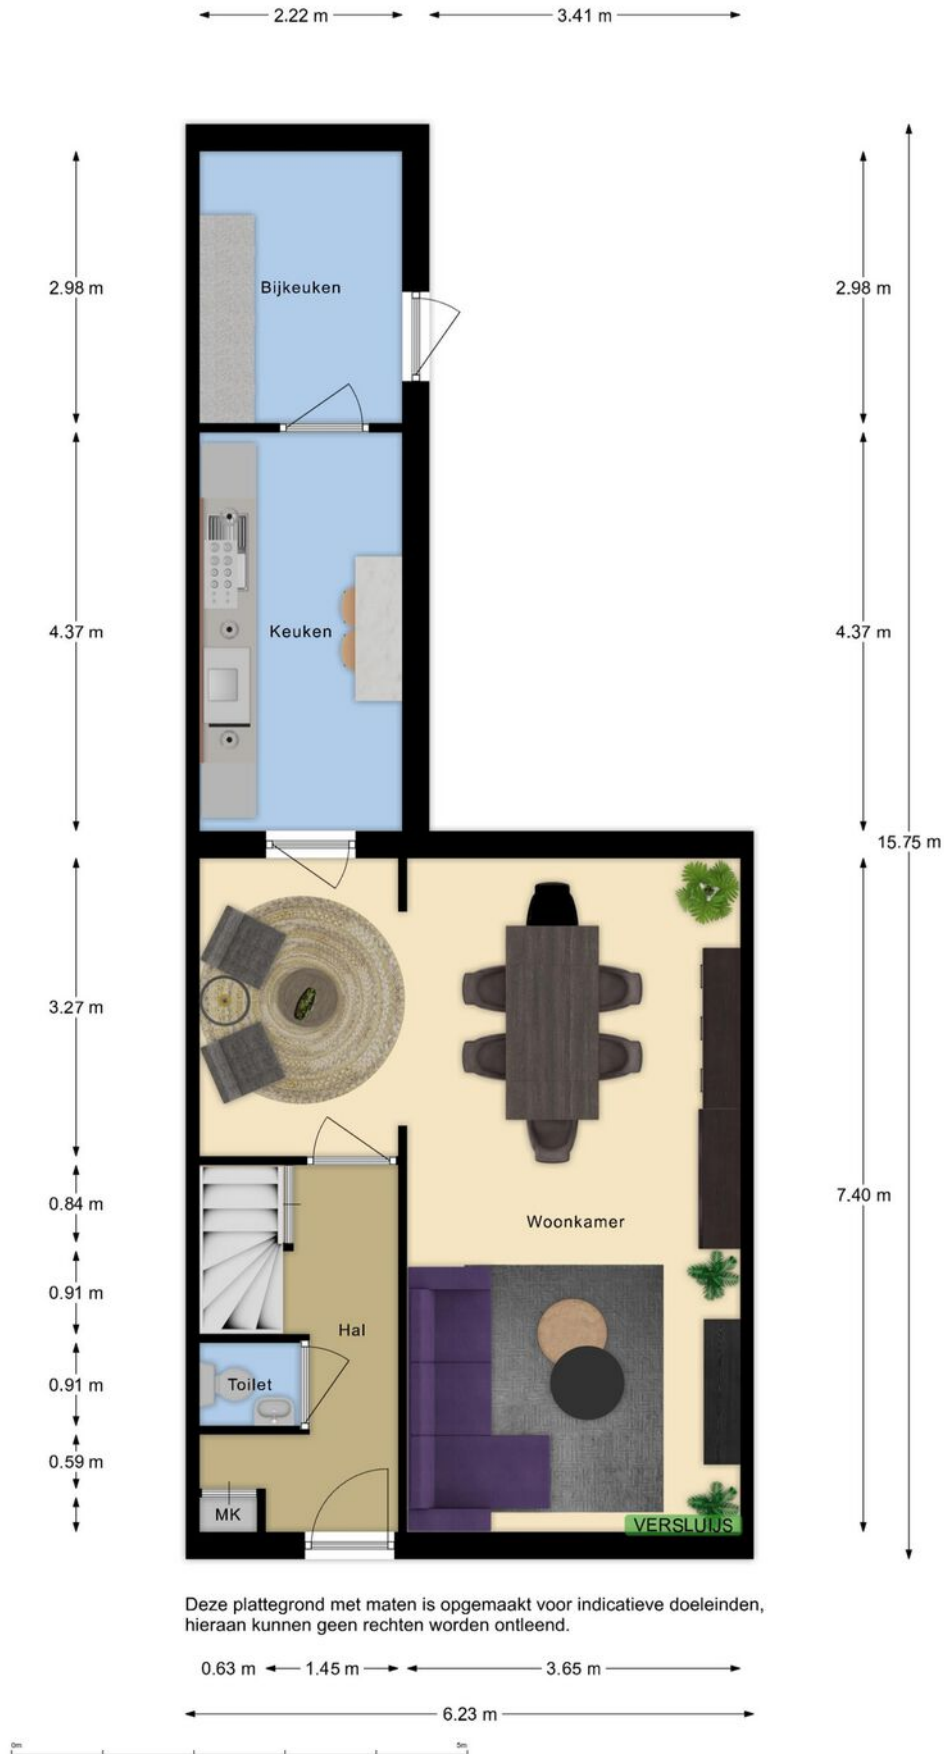 2.22 m
3.41 m
2.98 m
Bijkeuken
2.98 m
4.37 m
Keuken
4.37 m
15.75 m
3.27 m
0.84 m
7.40 m
Woonkamer
0.91 m
Hal
0.91 m
Toilet
0.59 m
MK
VERSLUIJS
Deze plattegrond met maten is opgemaakt voor indicatieve doeleinden,
hieraan kunnen geen rechten worden ontleend.
0.63 m
1.45 m
3.65 m
6.23 m
0m
5m